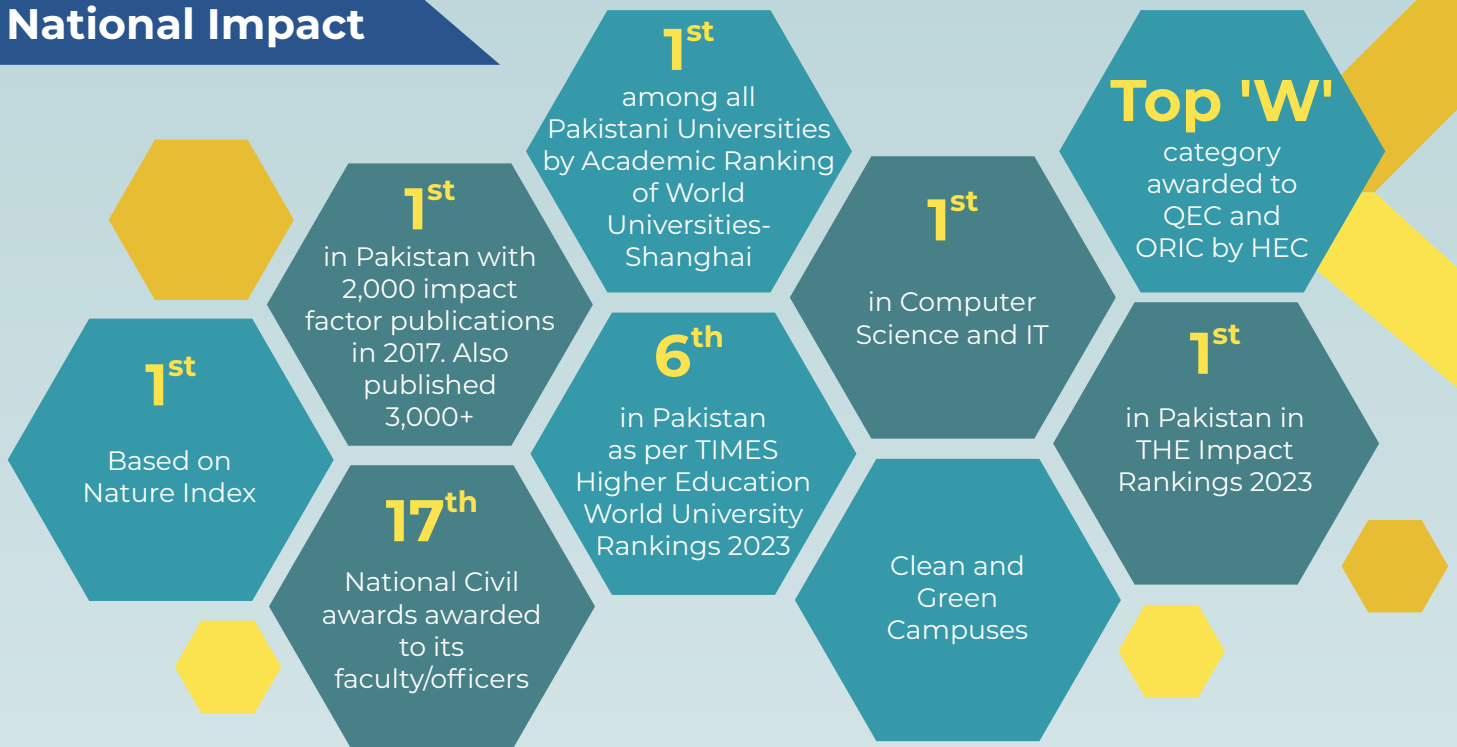 National Impact
1st
among all
Pakistani Universities
by Academic Ranking
of World
Universities-
Shanghai
Top 'W'
category
awarded to
QEC and
ORIC by HEC
1st
in Pakistan with
2,000 impact
factor publications
in 2017. Also
published
3,000+
1st
in Computer
Science and IT
1st
Based on
Nature Index
6th
in Pakistan
as per TIMES
Higher Education
World University
Rankings 2023
1st
in Pakistan in
THE Impact
Rankings 2023
17th
National Civil
awards awarded
to its
faculty/officers
Clean and
Green
Campuses